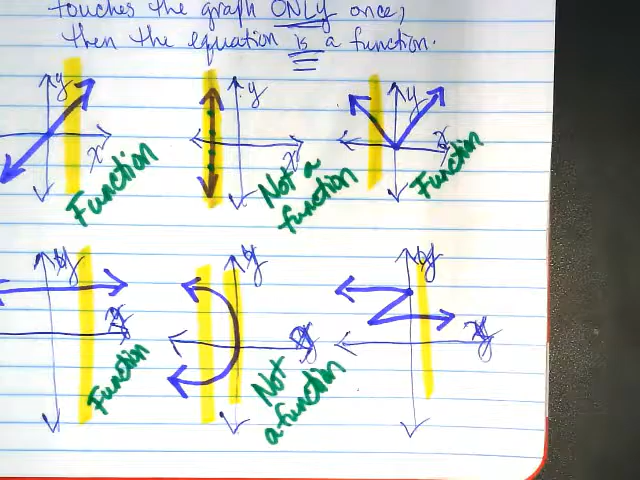 touches the graph ONLY once,
then the equation is a function.
y
x
Function
y
x
Not a
function
y
x
Function
y
Function
y
Not
a function
y